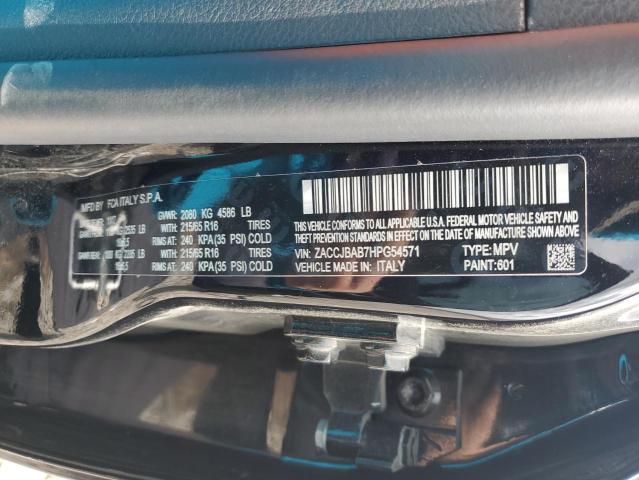 MFD BY FCA ITALY S.P.A.
GVWR: 2080 KG 4586 LB
WITH: 215/65 R16 TIRES
RIMS AT: 240 KPA(35 PSI) COLD
WITH: 215/65 R16 TIRES
RIMS AT: 240 KPA(35 PSI) COLD
THIS VEHICLE CONFORMS TO ALL APPLICABLE U.S.A. FEDERAL MOTOR VEHICLE SAFETY
THEFT PREVENTION STANDARDS IN EFFECT ON THE DATE OF MANUFACTURE SHOWN ABOVE.
VIN: ZACCJBAB7HPG54571 TYPE: MPV
MADE IN: ITALY PAINT: 601